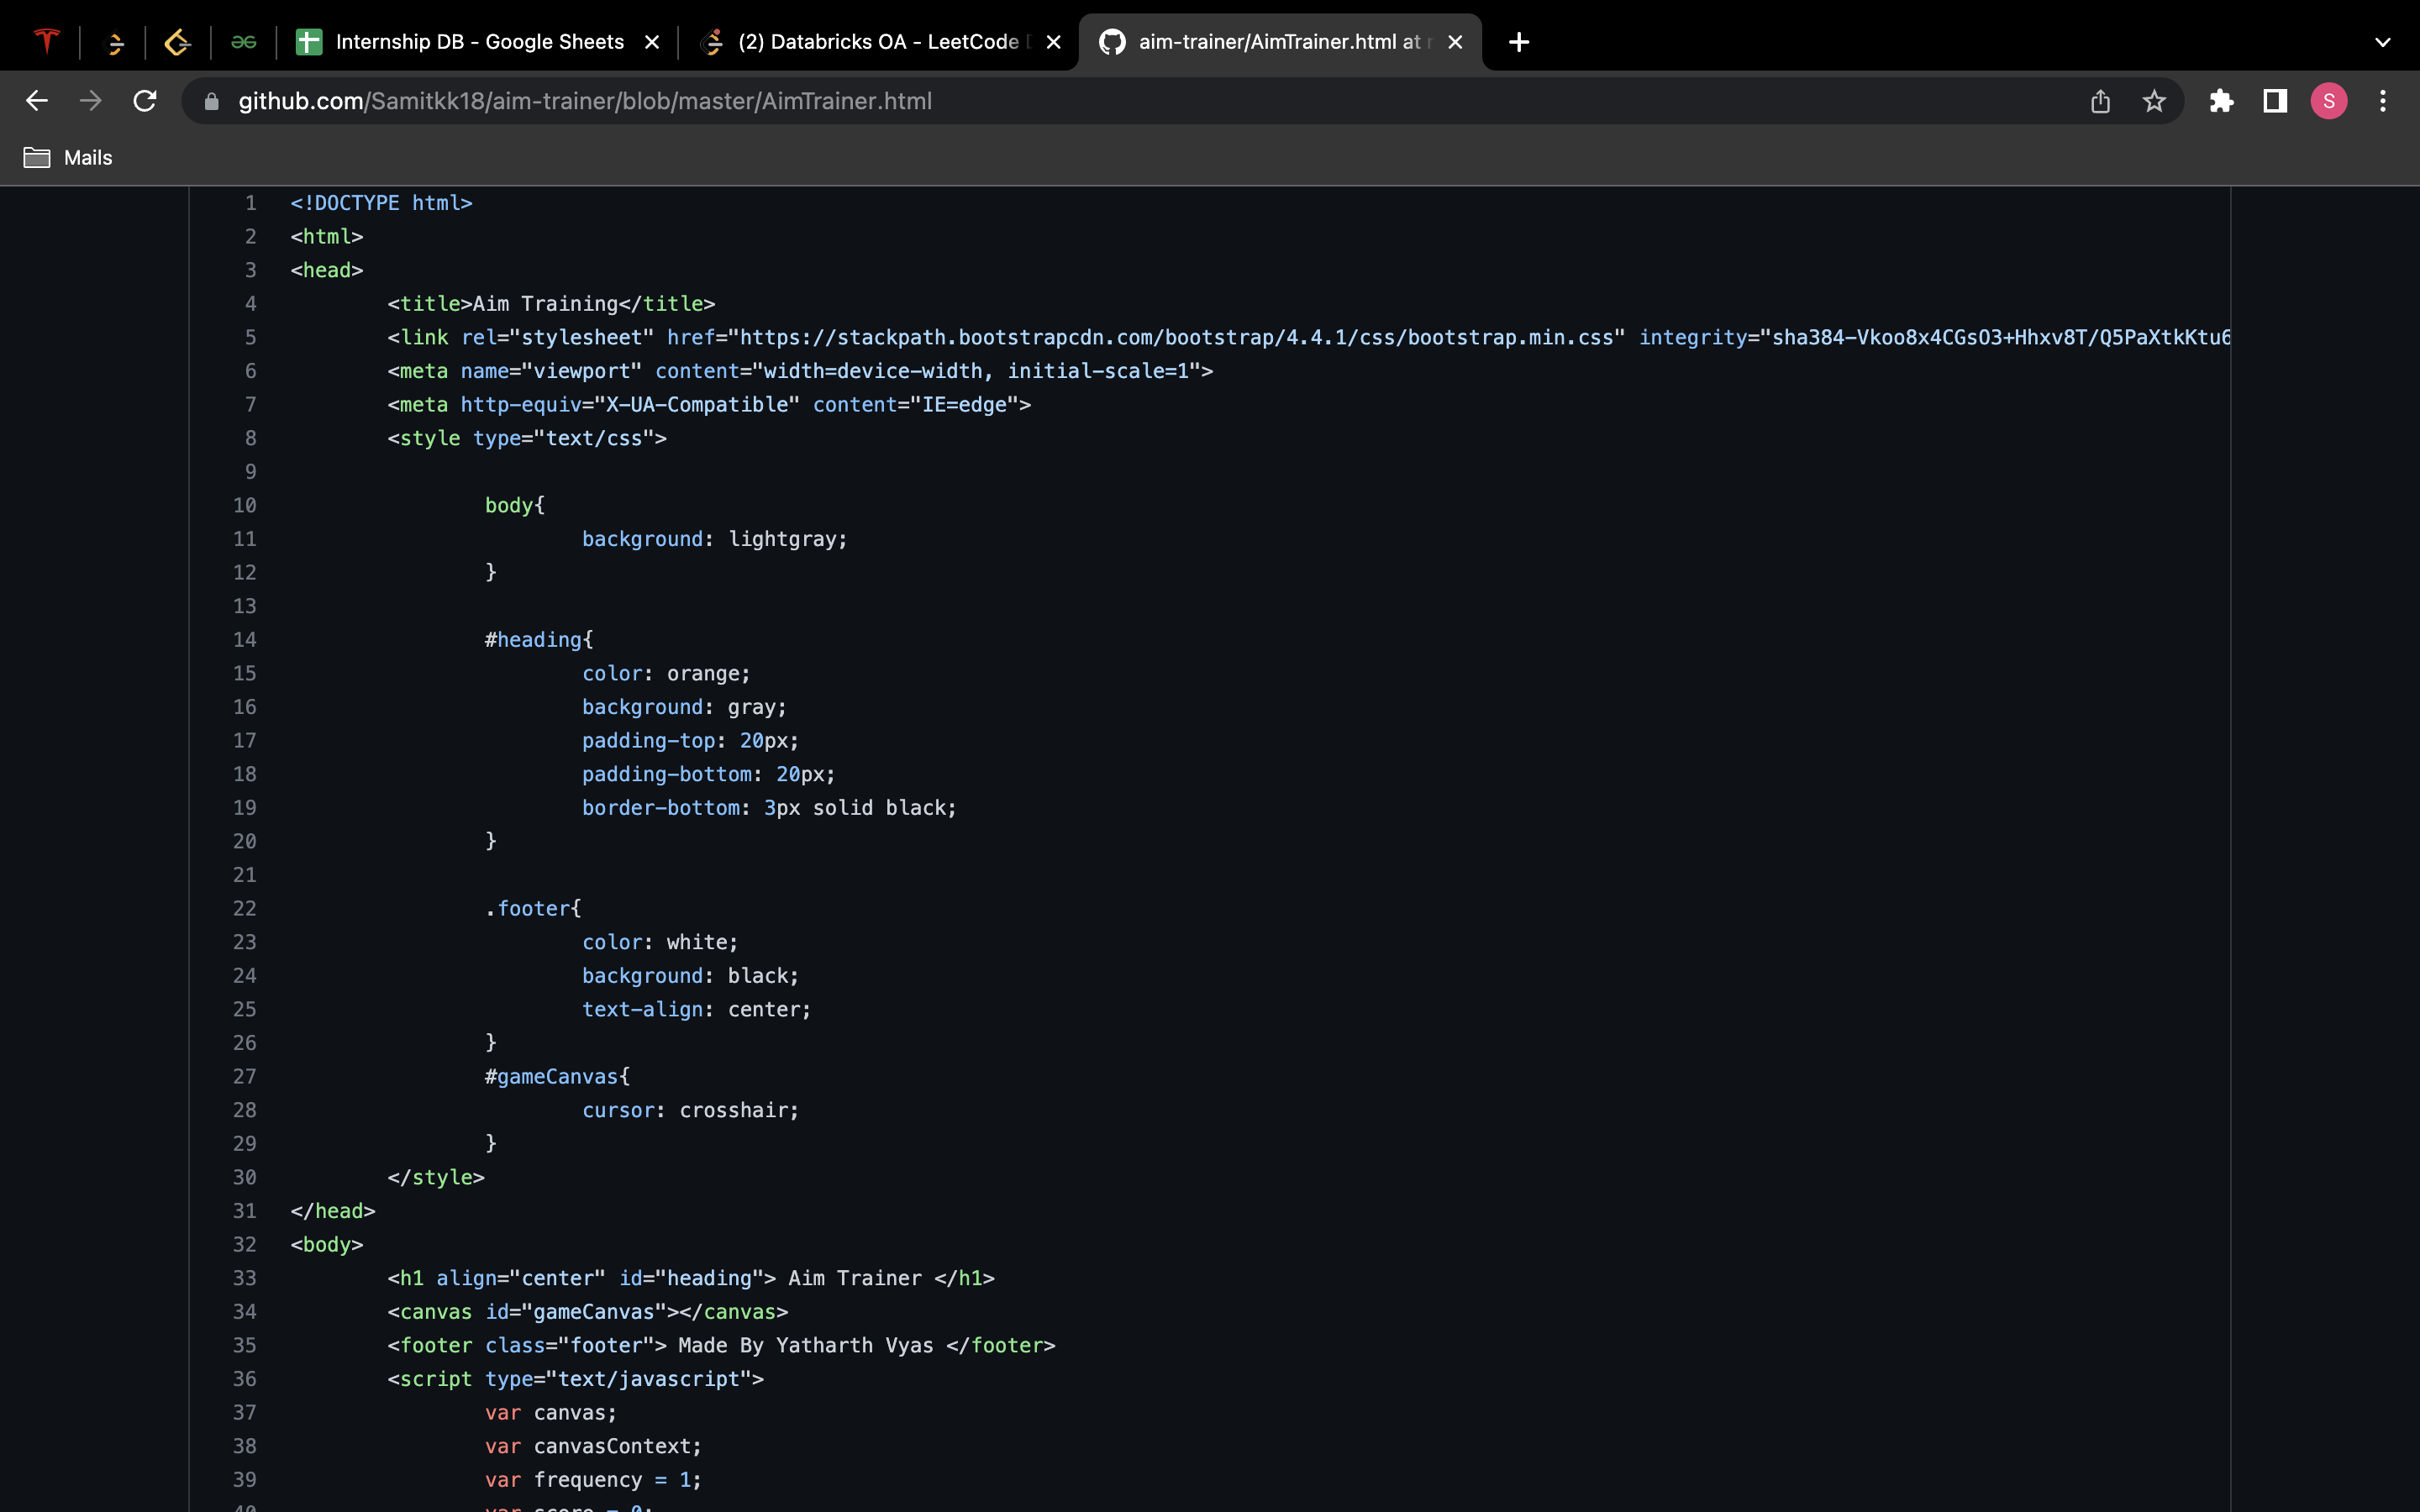 Internship DB - Google Sheets
(2) Databricks OA - LeetCode
aim-trainer/AimTrainer.html at
github.com/Samitkk18/aim-trainer/blob/master/AimTrainer.html
S
Mails
1 <!DOCTYPE html>
2 <html>
3 <head>
4 <title>Aim Training</title>
5 <link rel="stylesheet" href="https://stackpath.bootstrapcdn.com/bootstrap/4.4.1/css/bootstrap.min.css" integrity="sha384-Vkoo8x4CGsO3+Hhxv8T/Q5PaXtkKtu6
6 <meta name="viewport" content="width=device-width, initial-scale=1">
7 <meta http-equiv="X-UA-Compatible" content="IE=edge">
8 <style type="text/css">
9
10 body{
11 background: lightgray;
12 }
13
14 #heading{
15 color: orange;
16 background: gray;
17 padding-top: 20px;
18 padding-bottom: 20px;
19 border-bottom: 3px solid black;
20 }
21
22 .footer{
23 color: white;
24 background: black;
25 text-align: center;
26 }
27 #gameCanvas{
28 cursor: crosshair;
29 }
30 </style>
31 </head>
32 <body>
33 <h1 align="center" id="heading"> Aim Trainer </h1>
34 <canvas id="gameCanvas"></canvas>
35 <footer class="footer"> Made By Yatharth Vyas </footer>
36 <script type="text/javascript">
37 var canvas;
38 var canvasContext;
39 var frequency = 1;
40 var score = 0;